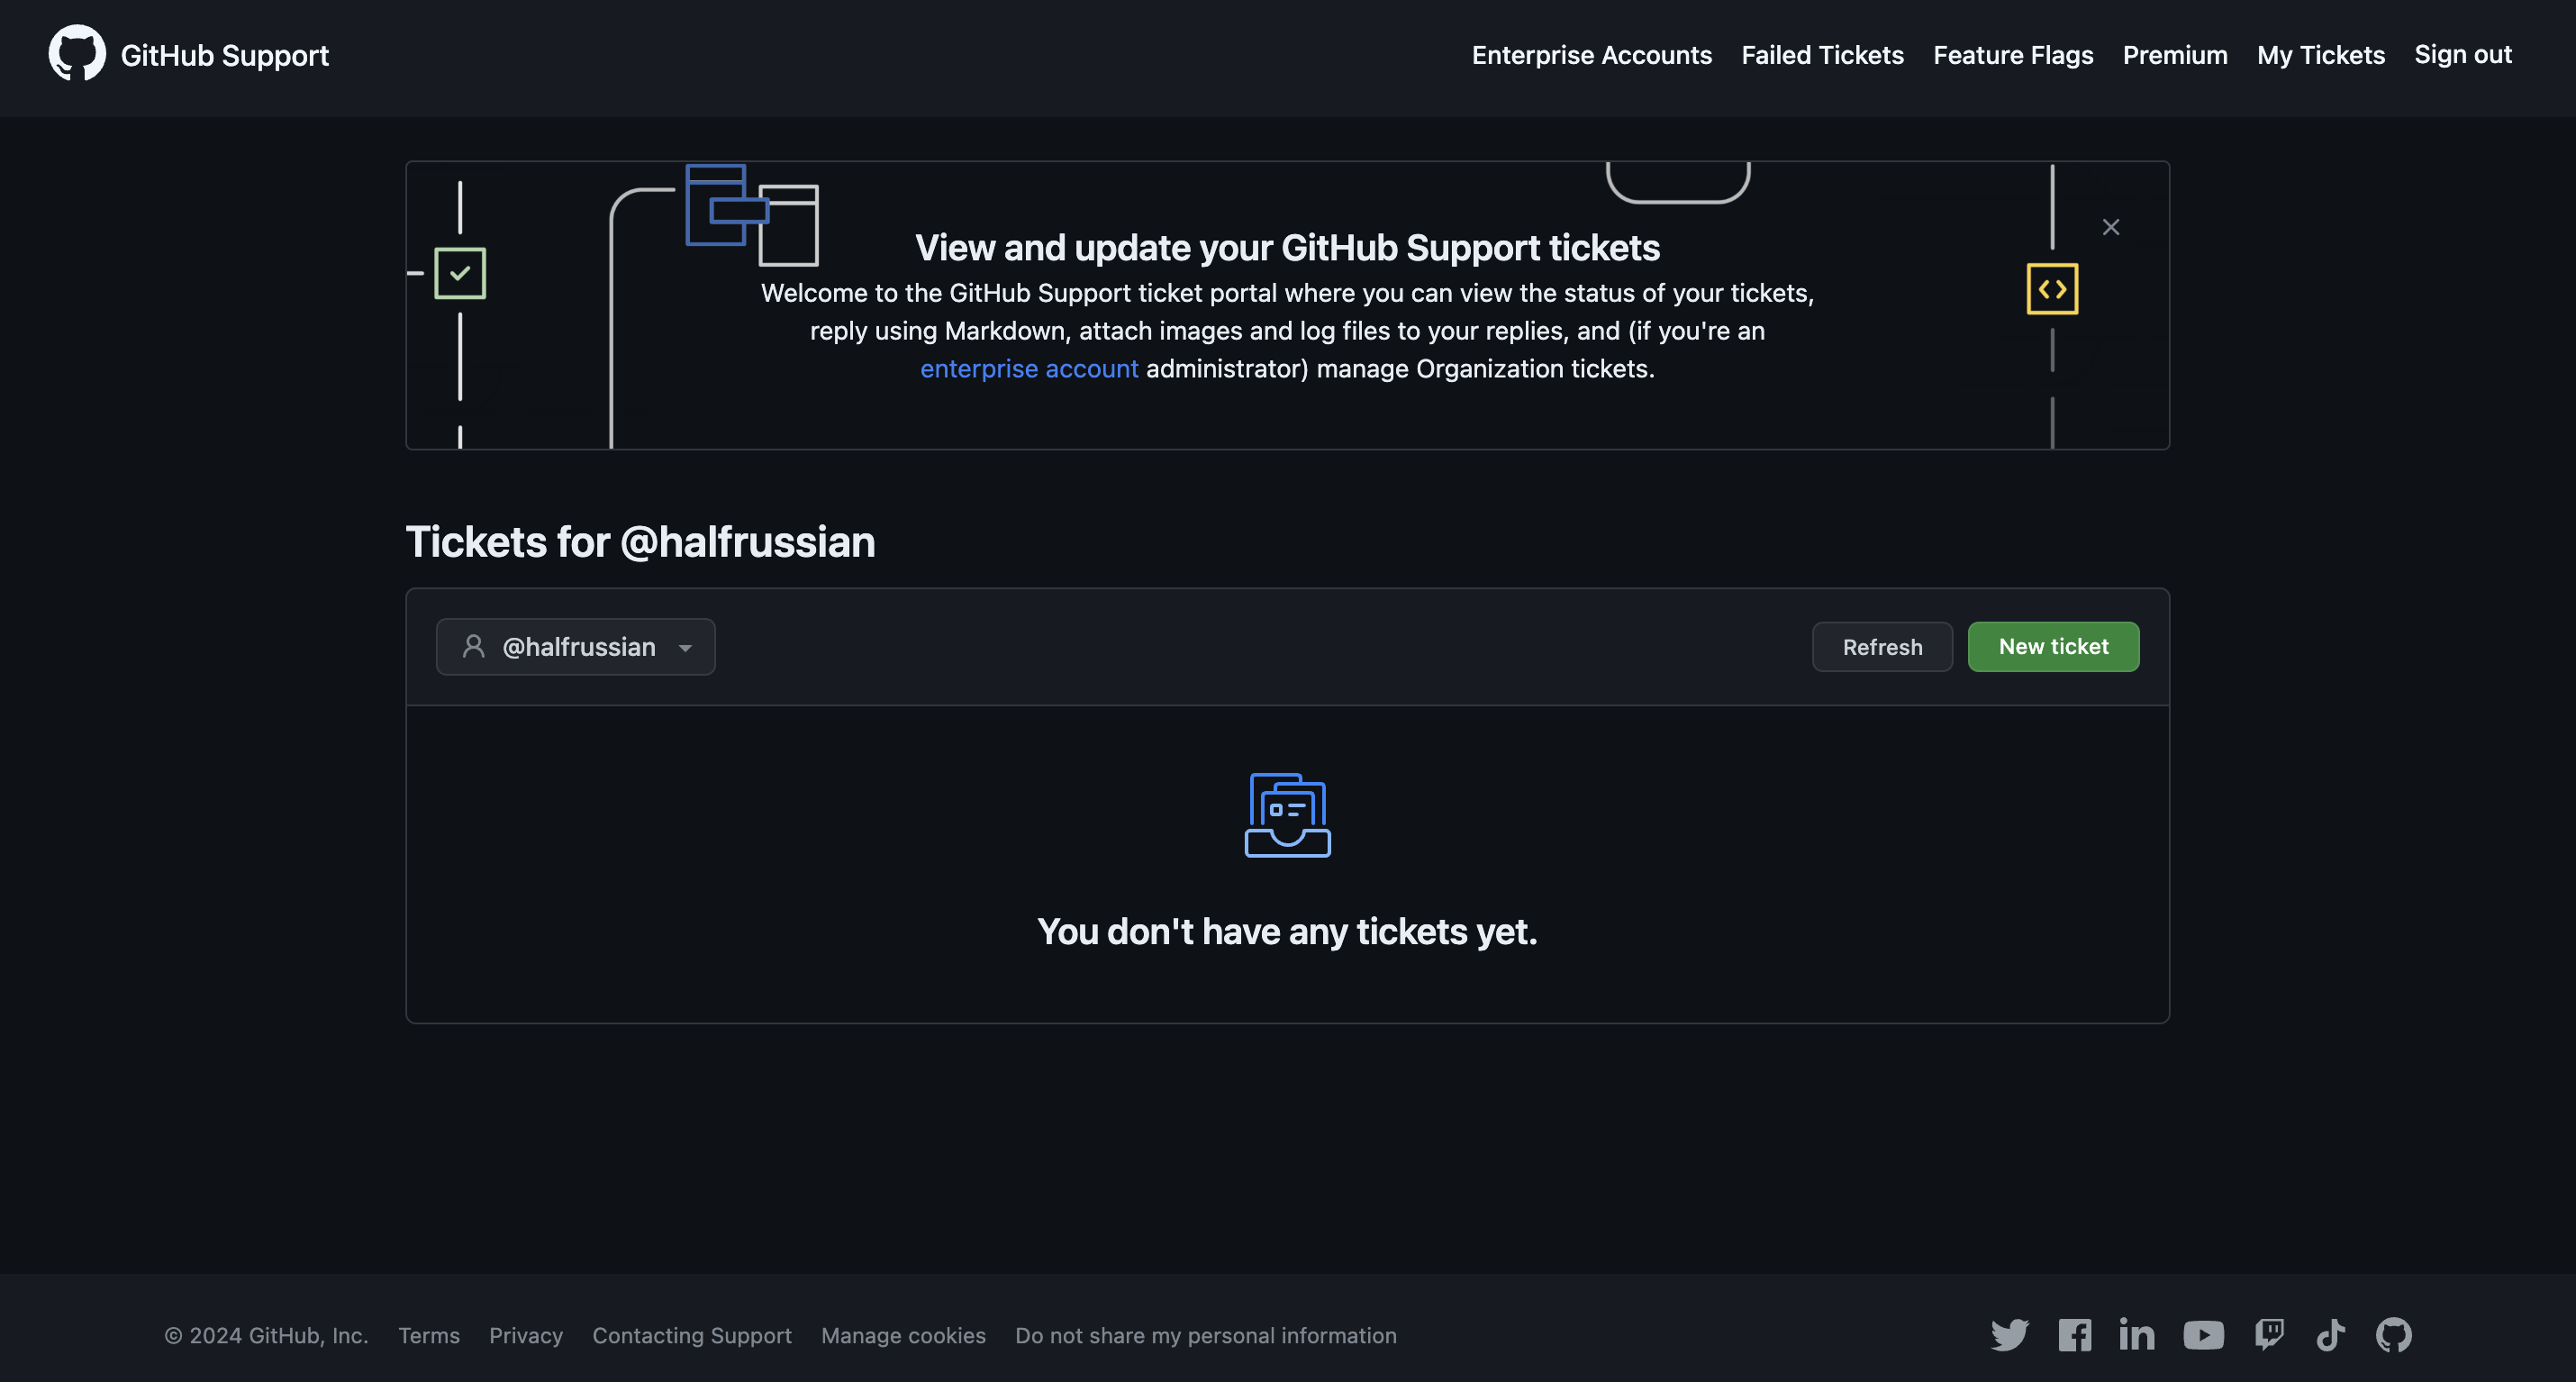 GitHub Support
Enterprise Accounts Failed Tickets Feature Flags Premium My Tickets Sign out
View and update your GitHub Support tickets
Welcome to the GitHub Support ticket portal where you can view the status of your tickets,
reply using Markdown, attach images and log files to your replies, and (if you're an
enterprise account administrator) manage Organization tickets.
Tickets for @halfrussian
@halfrussian
Refresh
New ticket
You don't have any tickets yet.
© 2024 GitHub, Inc. Terms Privacy Contacting Support Manage cookies Do not share my personal information